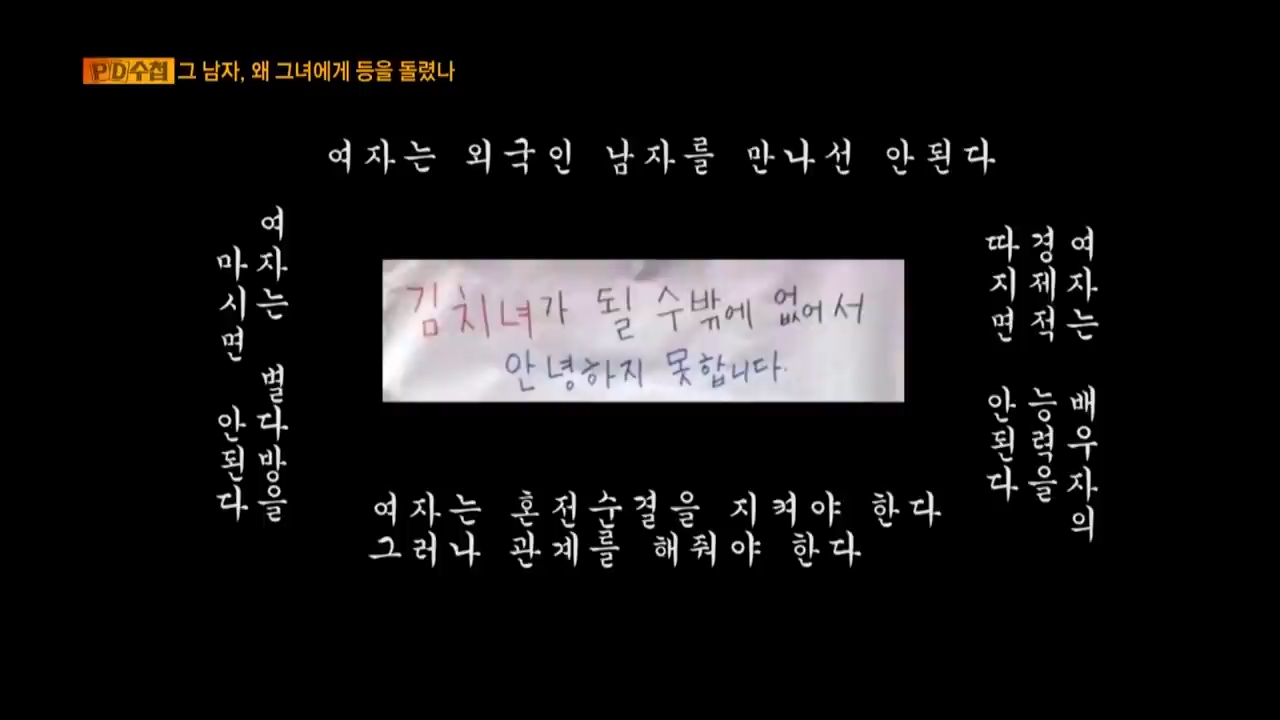 PD수첩 그 남자, 왜 그녀에게 등을 돌렸나
여자는 외국인 남자를 만나선 안된다
여자는 별다방을
마시면 안된다
김치녀가 될 수밖에 없어서
안녕하지 못합니다.
여자는 배우자의
경제적 능력을
따지면 안된다
여자는 혼전순결을 지켜야 한다
그러나 관계를 해줘야 한다